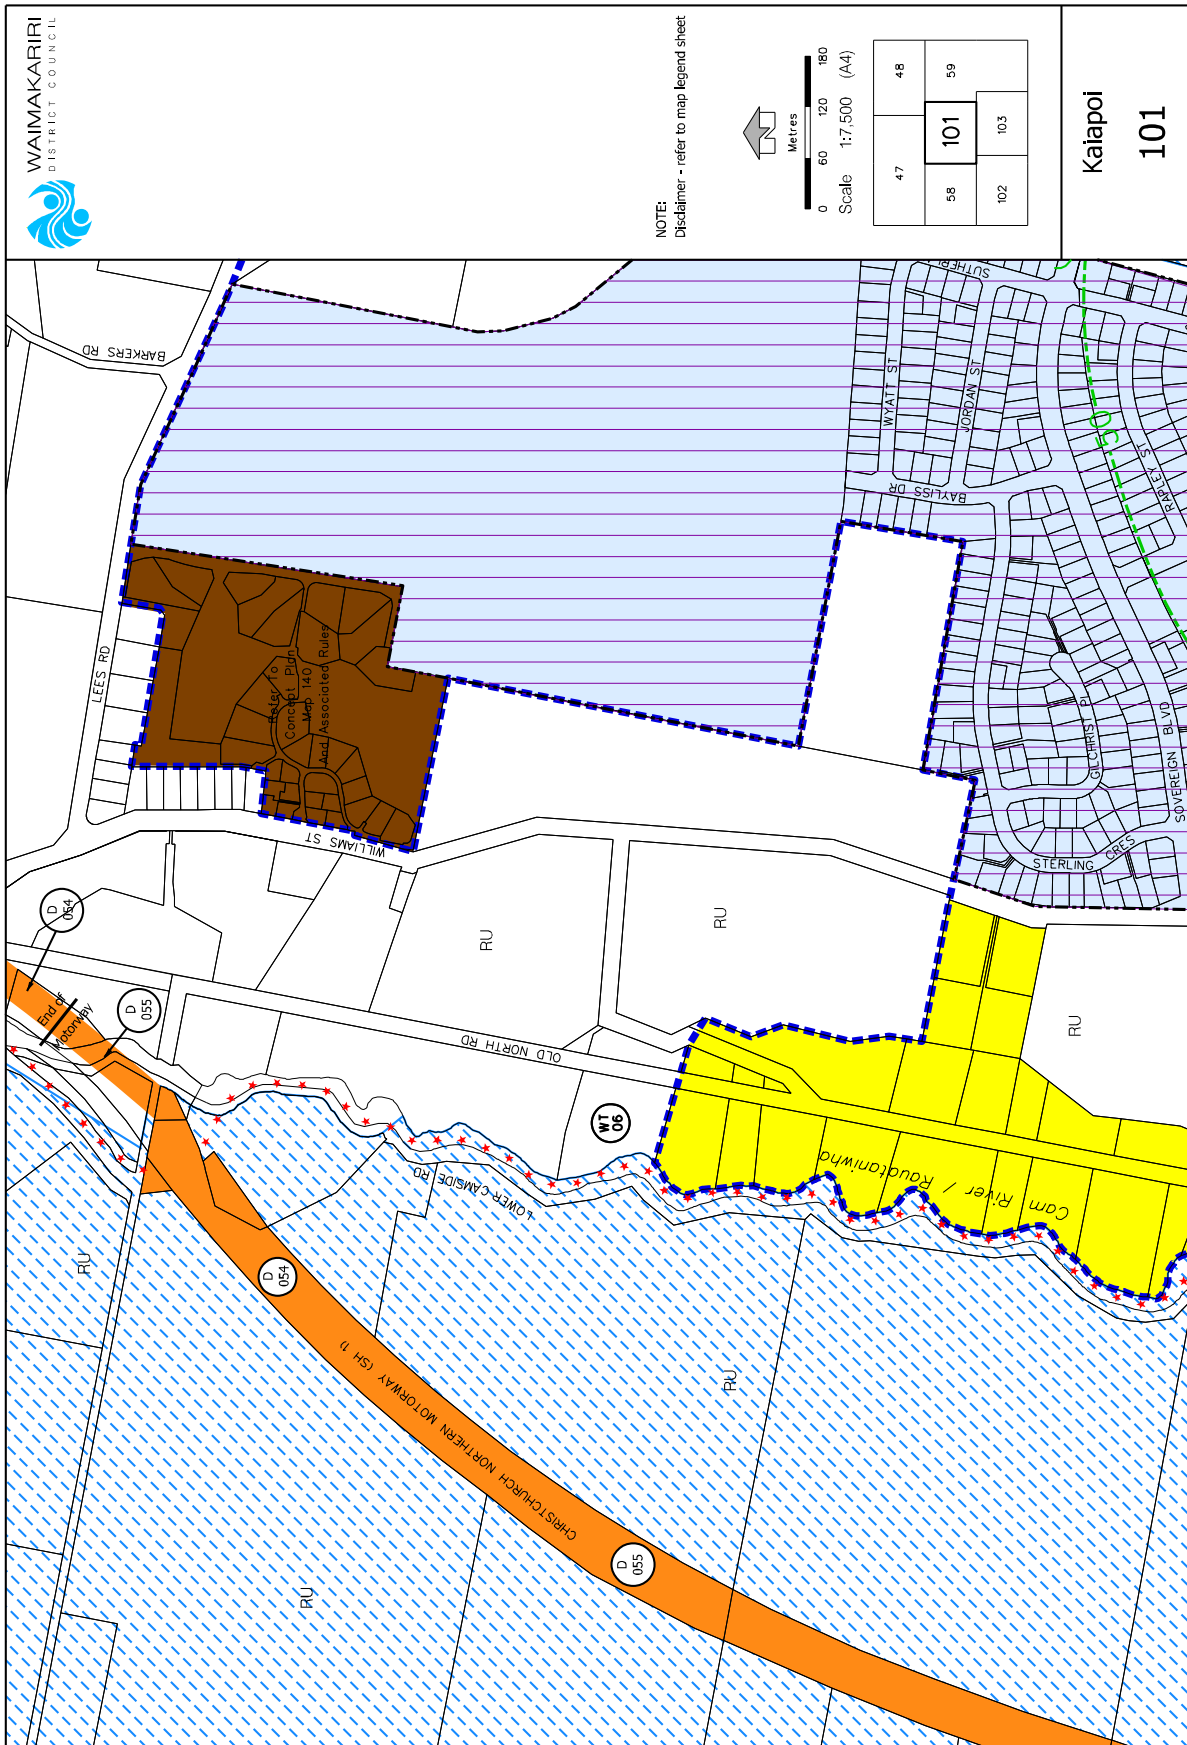 WAIMAKARIRI
DISTRICT COUNCIL
NOTE:
Disclaimer - refer to map legend sheet
N
Metres
0 60 120 180
Scale 1:7,500 (A4)
47 48
58 101 59
102 103
Kaiapoi
101
BARKERS RD
LEES RD
Refer To
Concept Plan
Map 140
And Associated Rules
WILLIAMS ST
D
054
End of
Motorway
D
055
OLD NORTH RD
RU
RU
RU
WT
06
LOWER CAMSIDE RD
Cam River / Rauataniwha
RU
D
054
CHRISTCHURCH NORTHERN MOTORWAY (SH 1)
RU
RU
D
055
WYATT ST
JORDAN ST
BAYLISS DR
50
RAPLEY ST
GILCHRIST PL
SOVEREIGN BLVD
STERLING CRES